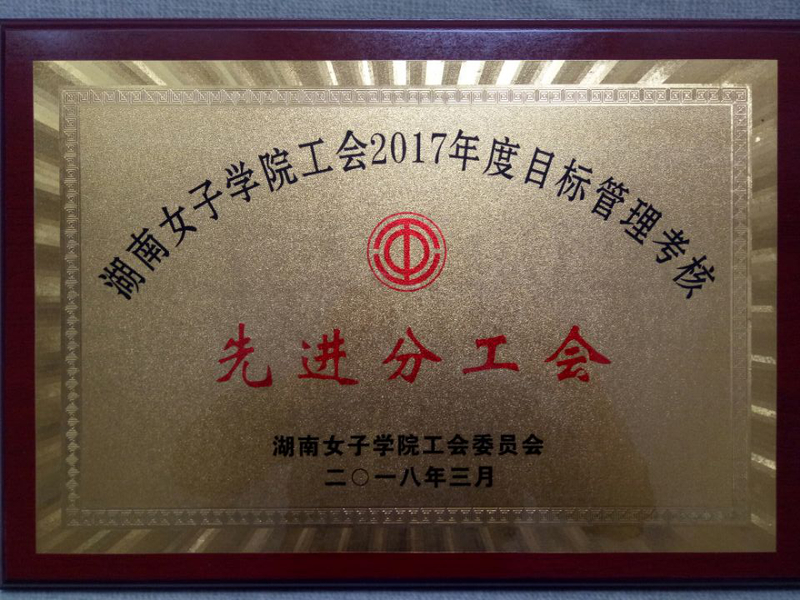 湖南女子学院工会2017年度目标管理考核
先进分工会
湖南女子学院工会委员会
二〇一八年三月